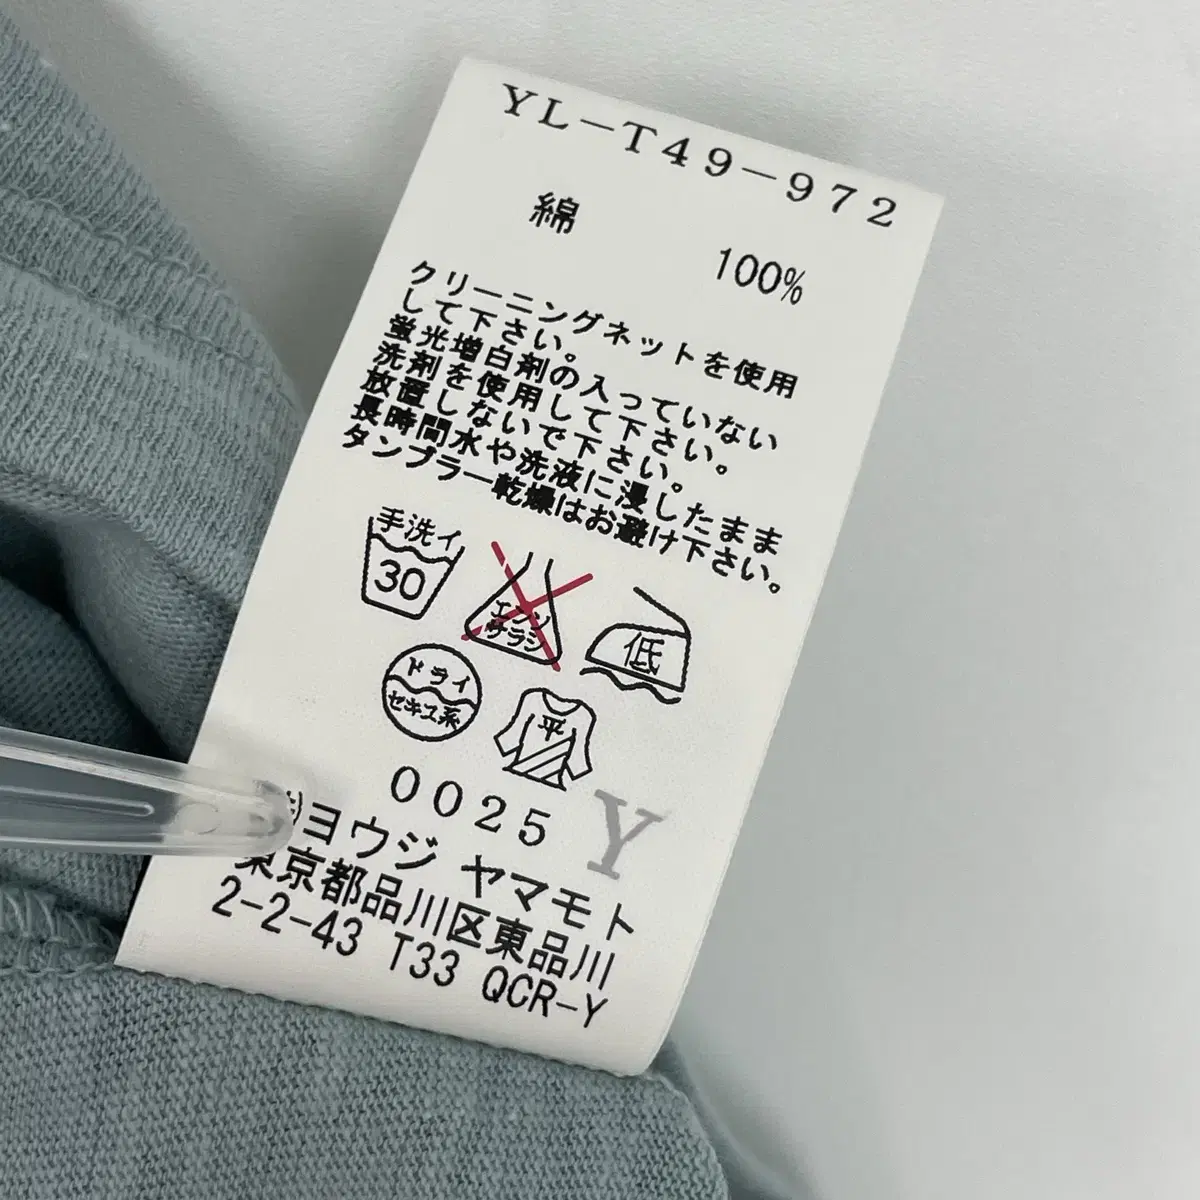 YL-T49-972
綿 100%
クリーニングネットを使用
して下さい。
蛍光増白剤の入っていない
洗剤を使用して下さい。
放置しないで下さい。
長時間水や洗液に浸したまま
タンブラー乾燥はお避け下さい。
手洗イ
30
エンソ
サラシ
低
ドライ
セキユ系
平
0025 Y
ヨウジ ヤマモト
東京都品川区東品川
2-2-43 T33 QCR-Y